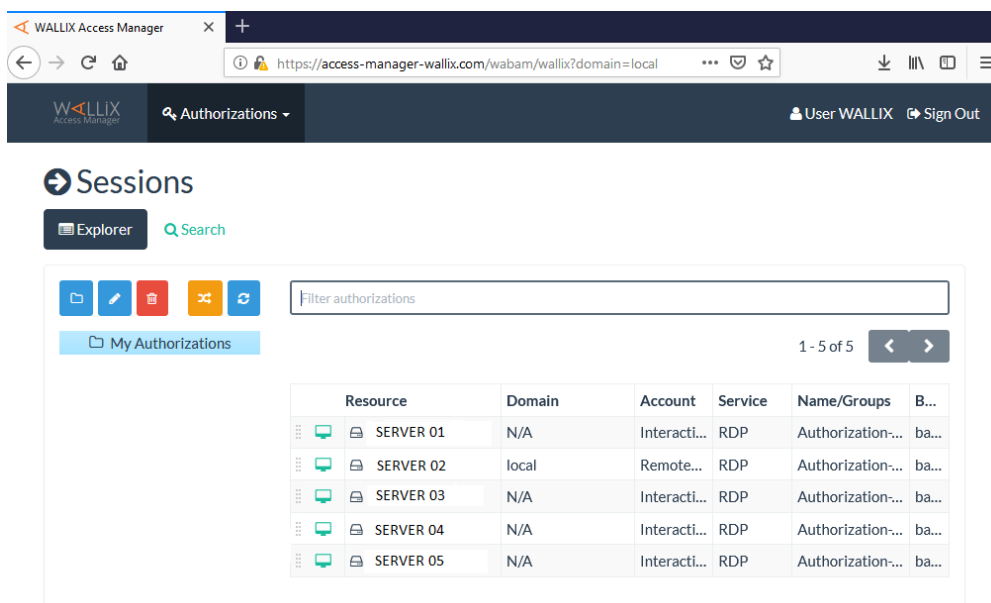 WALLIX Access Manager
https://access-manager-wallix.com/wabam/wallix?domain=local
WALLIX
Access Manager
Authorizations
User WALLIX
Sign Out
Sessions
Explorer
Search
Filter authorizations
My Authorizations
1 - 5 of 5
Resource Domain Account Service Name/Groups B...
SERVER 01 N/A Interacti... RDP Authorization-... ba...
SERVER 02 local Remote... RDP Authorization-... ba...
SERVER 03 N/A Interacti... RDP Authorization-... ba...
SERVER 04 N/A Interacti... RDP Authorization-... ba...
SERVER 05 N/A Interacti... RDP Authorization-... ba...